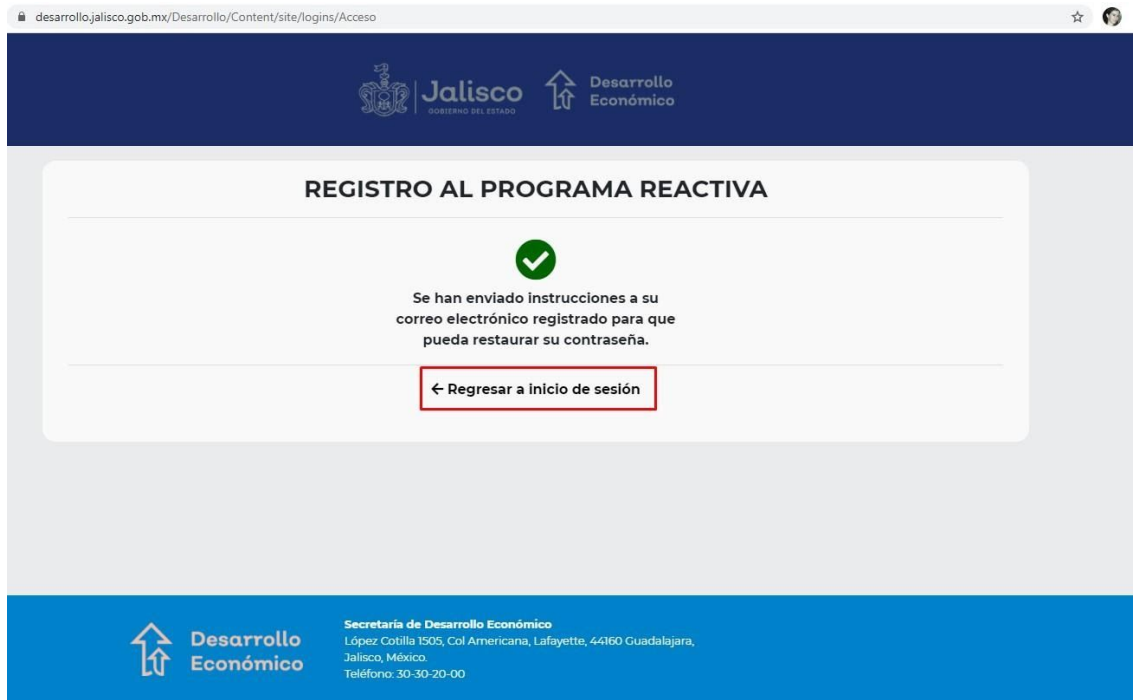 desarrollo.jalisco.gob.mx/Desarrollo/Content/site/logins/Acceso
Jalisco
GOBIERNO DEL ESTADO
Desarrollo
Económico
REGISTRO AL PROGRAMA REACTIVA
Se han enviado instrucciones a su
correo electrónico registrado para que
pueda restaurar su contraseña.
← Regresar a inicio de sesión
Desarrollo
Económico
Secretaría de Desarrollo Económico
López Cotilla 1505, Col Americana, Lafayette, 44160 Guadalajara,
Jalisco, México.
Teléfono: 30-30-20-00